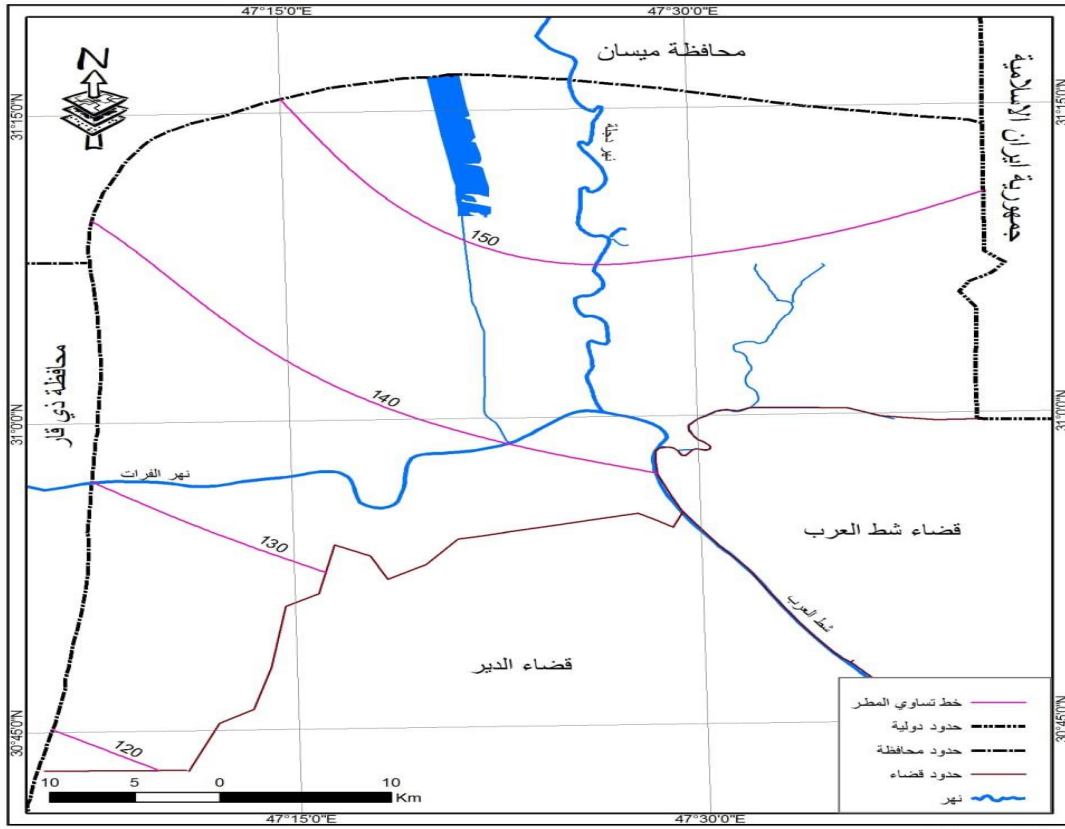 47°15'0"E
47°30'0"E
محافظة ميسان
جمهورية ايران الاسلامية
N
31°15'0"N
31°15'0"N
نهر دجلة
150
140
محافظة ذي قار
31°0'0"N
31°0'0"N
نهر الفرات
130
قضاء شط العرب
شط العرب
قضاء الدير
120
30°45'0"N
30°45'0"N
خط تساوي المطر
حدود دولية
حدود محافظة
حدود قضاء
نهر
10 5 0 10
Km
47°15'0"E
47°30'0"E